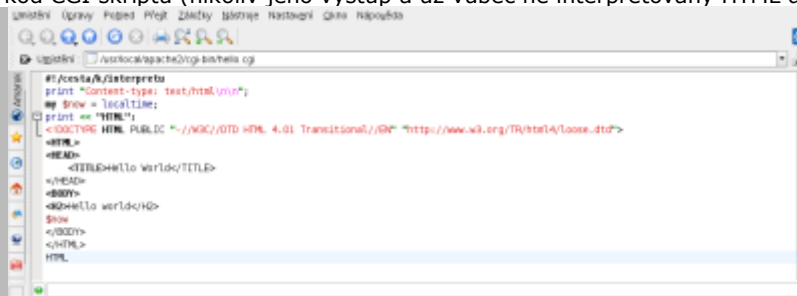 kód CGI skriptu (nikoliv jeho výstup a už vůbec ne interpretovaný HTML
Umístění Úpravy Pohled Přejít Záložky Nástroje Nastavení Okno Nápověda
Umístění: /usr/local/apache2/cgi-bin/hello.cgi
Amarok
#!/cesta/k/interpretu
print "Content-type: text/html\n\n";
my $now = localtime;
print << "HTML";
<!DOCTYPE HTML PUBLIC "-//W3C//DTD HTML 4.01 Transitional//EN" "http://www.w3.org/TR/html4/loose.dtd">
<HTML>
<HEAD>
<TITLE>Hello World</TITLE>
</HEAD>
<BODY>
<H2>Hello world</H2>
$now
</BODY>
</HTML>
HTML